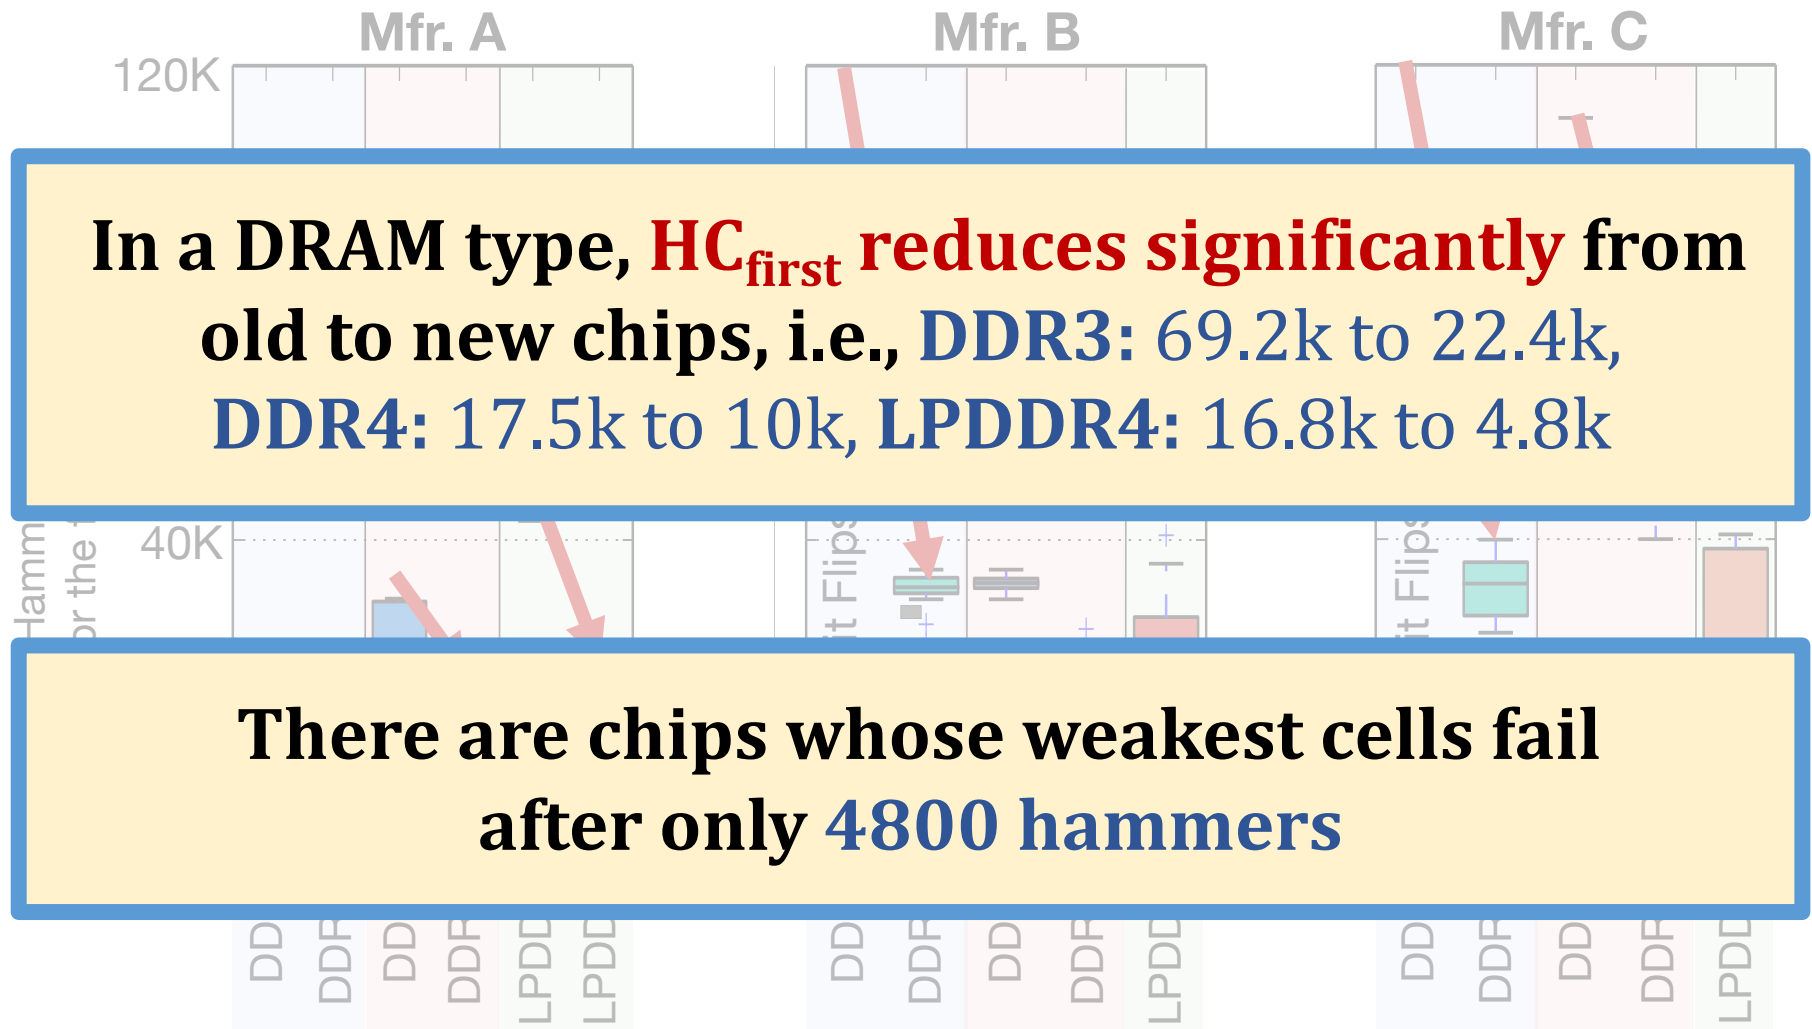 Mfr. A
Mfr. B
Mfr. C
120K
In a DRAM type, HCfirst reduces significantly from
old to new chips, i.e., DDR3: 69.2k to 22.4k,
DDR4: 17.5k to 10k, LPDDR4: 16.8k to 4.8k
40K
There are chips whose weakest cells fail
after only 4800 hammers